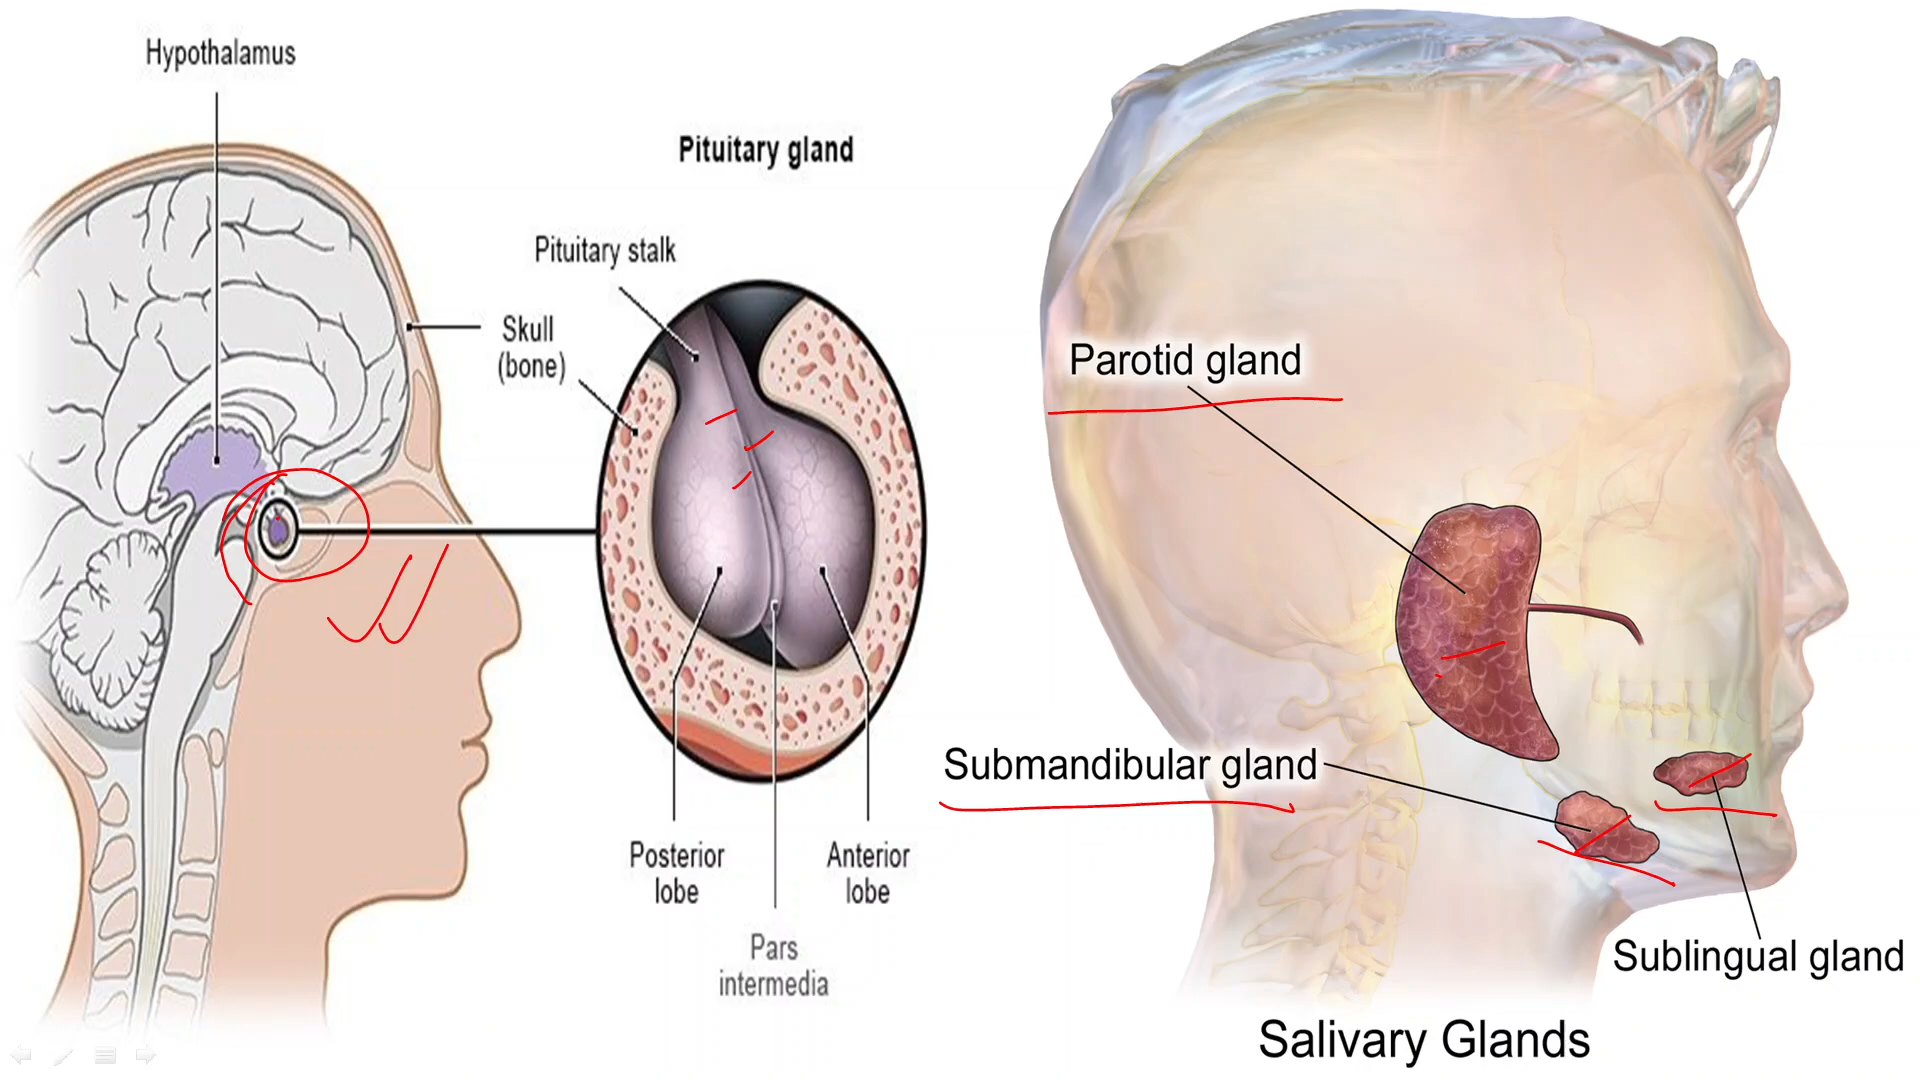 Hypothalamus
Pituitary gland
Pituitary stalk
Skull
(bone)
Posterior
lobe
Anterior
lobe
Pars
intermedia
Parotid gland
Submandibular gland
Sublingual gland
Salivary Glands